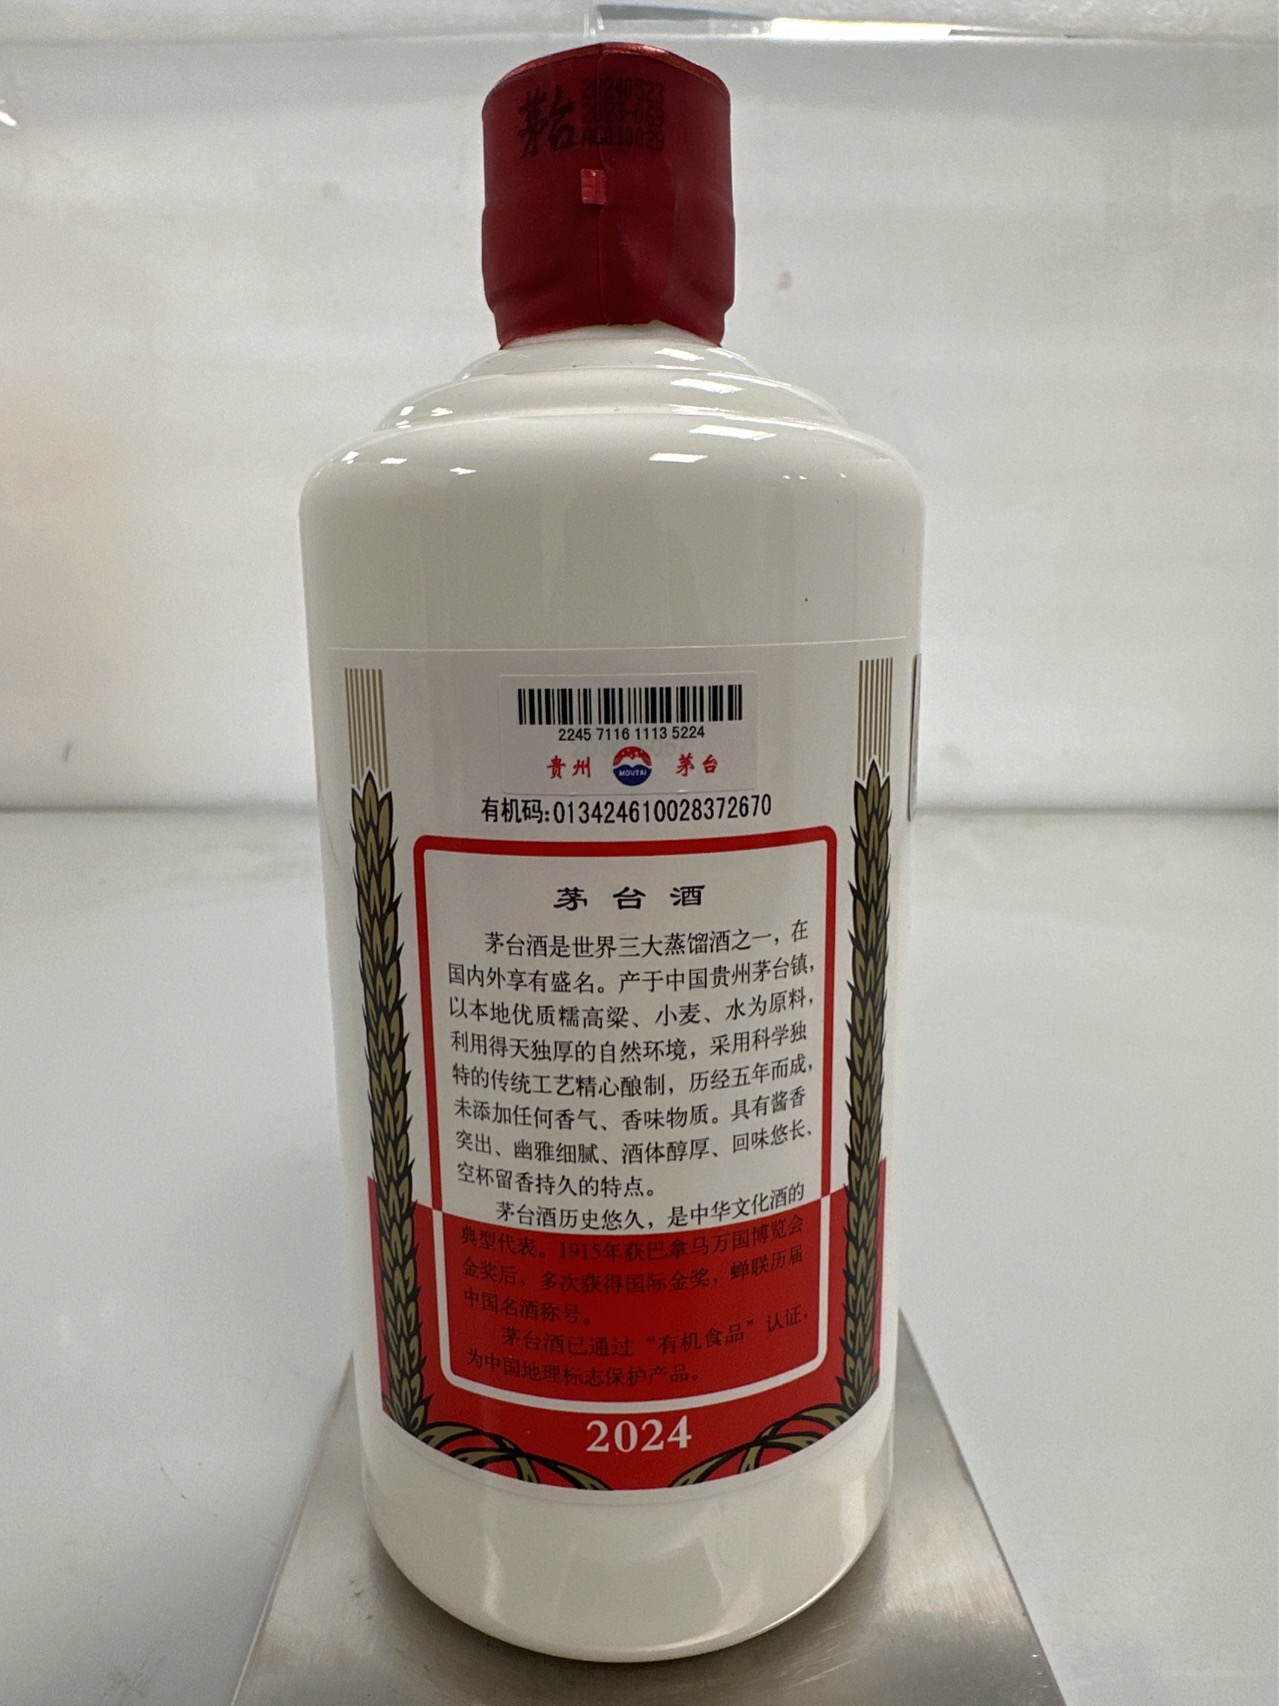 茅台
20240523
2023-069
AC010029
2245 7116 1113 5224
贵州 MOUTAI 茅台
有机码:013424610028372670
茅台酒
茅台酒是世界三大蒸馏酒之一，在
国内外享有盛名。产于中国贵州茅台镇，
以本地优质糯高粱、小麦、水为原料，
利用得天独厚的自然环境，采用科学独
特的传统工艺精心酿制，历经五年而成，
未添加任何香气、香味物质。具有酱香
突出、幽雅细腻、酒体醇厚、回味悠长、
空杯留香持久的特点。
茅台酒历史悠久，是中华文化酒的
典型代表。1915年获巴拿马万国博览会
金奖后，多次获得国际金奖，蝉联历届
中国名酒称号。
茅台酒已通过“有机食品”认证，
为中国地理标志保护产品。
2024